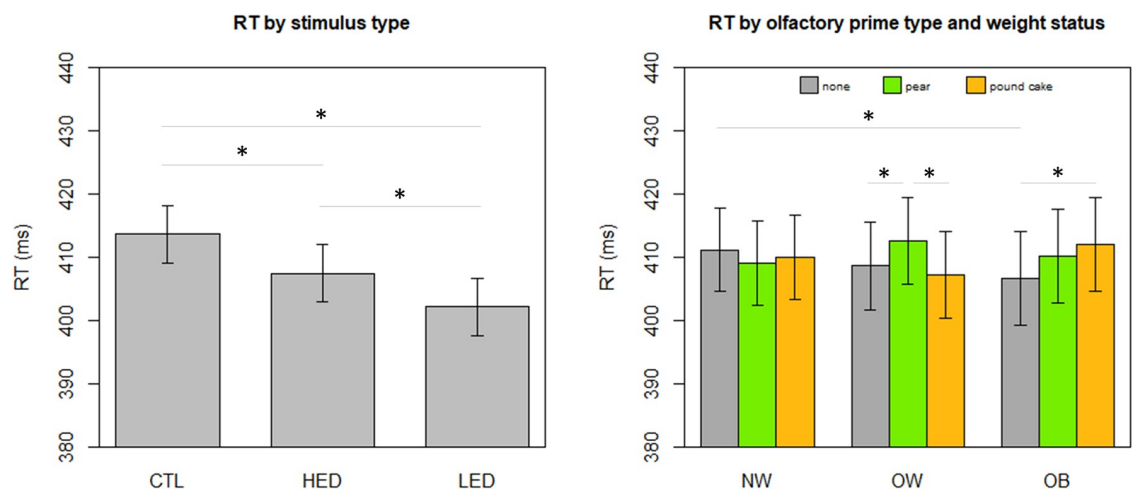 RT by stimulus type
RT (ms)
440
430
420
410
400
390
380
*
*
*
CTL HED LED
RT by olfactory prime type and weight status
RT (ms)
440
430
420
410
400
390
380
none pear pound cake
*
* * *
NW OW OB